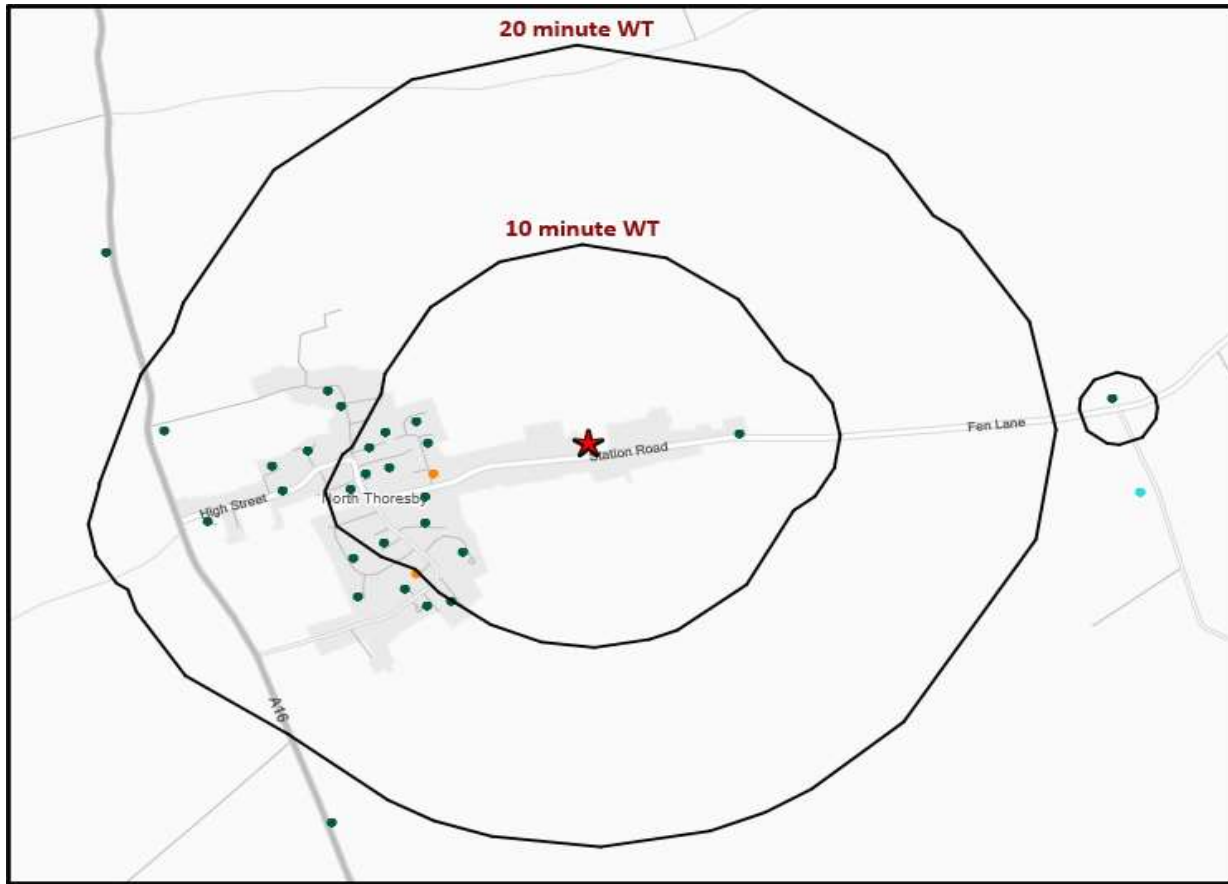 20 minute WT
10 minute WT
Fen Lane
Station Road
High Street
North Thoresby
A16